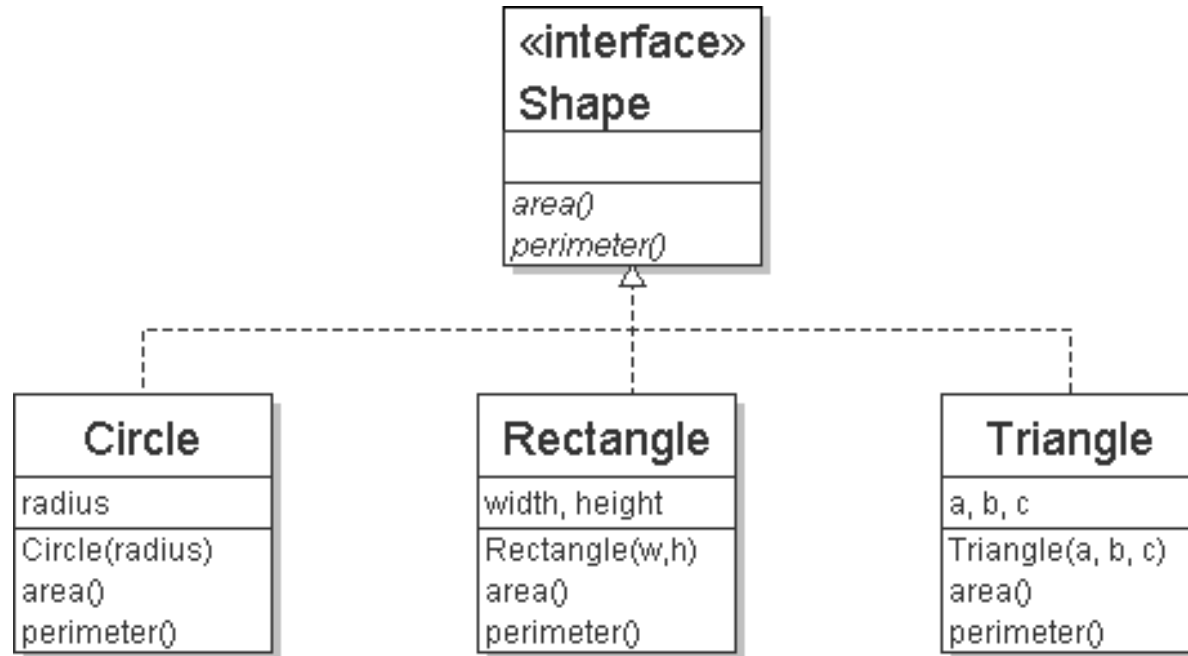 «interface»
Shape
area()
perimeter()
Circle
radius
Circle(radius)
area()
perimeter()
Rectangle
width, height
Rectangle(w,h)
area()
perimeter()
Triangle
a, b, c
Triangle(a, b, c)
area()
perimeter()